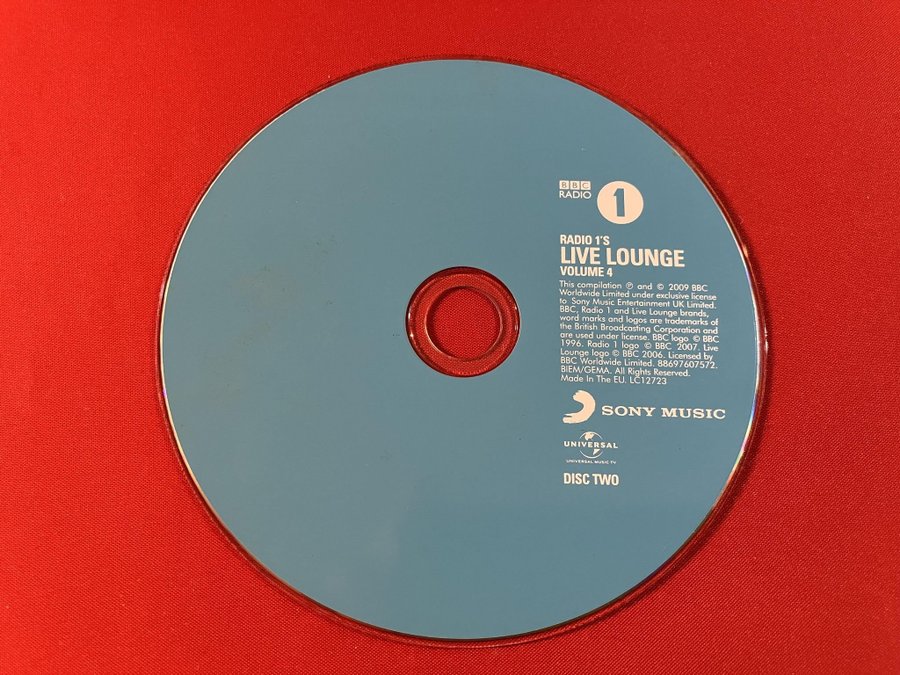 BBC
RADIO
1
RADIO 1'S
LIVE LOUNGE
VOLUME 4
This compilation ℗ and © 2009 BBC
Worldwide Limited under exclusive license
to Sony Music Entertainment UK Limited.
BBC, Radio 1 and Live Lounge brands,
word marks and logos are trademarks of
the British Broadcasting Corporation and
are used under license. BBC logo © BBC
1996. Radio 1 logo © BBC 2007. Live
Lounge logo © BBC 2006. Licensed by
BBC Worldwide Limited. 88697607572.
BIEM/GEMA. All Rights Reserved.
Made In The EU. LC12723
SONY MUSIC
UNIVERSAL
UNIVERSAL MUSIC TV
DISC TWO